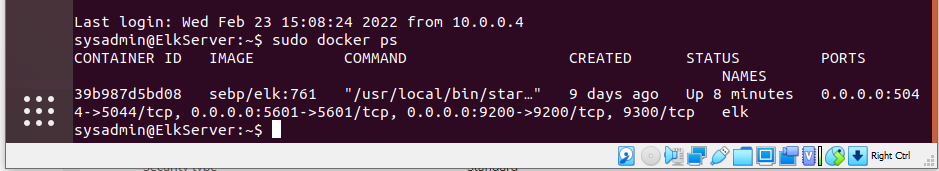 Last login: Wed Feb 23 15:08:24 2022 from 10.0.0.4
sysadmin@ElkServer:~$ sudo docker ps
CONTAINER ID   IMAGE          COMMAND                  CREATED      STATUS         PORTS
                                                                       NAMES
39b987d5bd08   sebp/elk:761   "/usr/local/bin/star…"   9 days ago   Up 8 minutes   0.0.0.0:504
4->5044/tcp, 0.0.0.0:5601->5601/tcp, 0.0.0.0:9200->9200/tcp, 9300/tcp   elk
sysadmin@ElkServer:~$
Right Ctrl